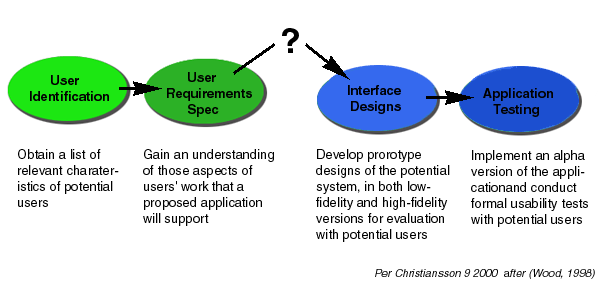 ?
User
Identification
User
Requirements
Spec
Interface
Designs
Application
Testing
Obtain a list of
relevant charater-
istics of potential
users
Gain an understanding
of those aspects of
users' work that a
proposed application
will support
Develop prorotype
designs of the potential
system, in both low-
fidelity and high-fidelity
versions for evaluation
with potential users
Implement an alpha
version of the appli-
cationand conduct
formal usability tests
with potential users
Per Christiansson 9 2000 after (Wood, 1998)